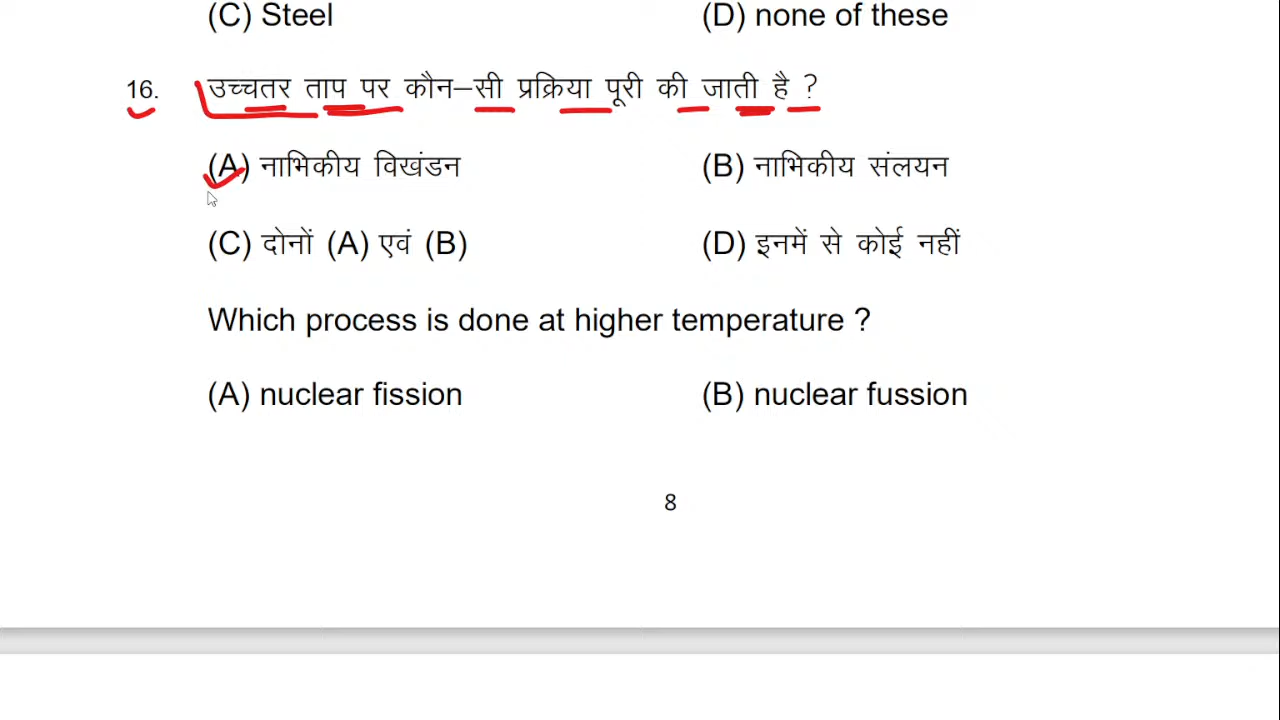 (C) Steel (D) none of these
16. उच्चतर ताप पर कौन–सी प्रक्रिया पूरी की जाती है ?
(A) नाभिकीय विखंडन (B) नाभिकीय संलयन
(C) दोनों (A) एवं (B) (D) इनमें से कोई नहीं
Which process is done at higher temperature ?
(A) nuclear fission (B) nuclear fussion
8